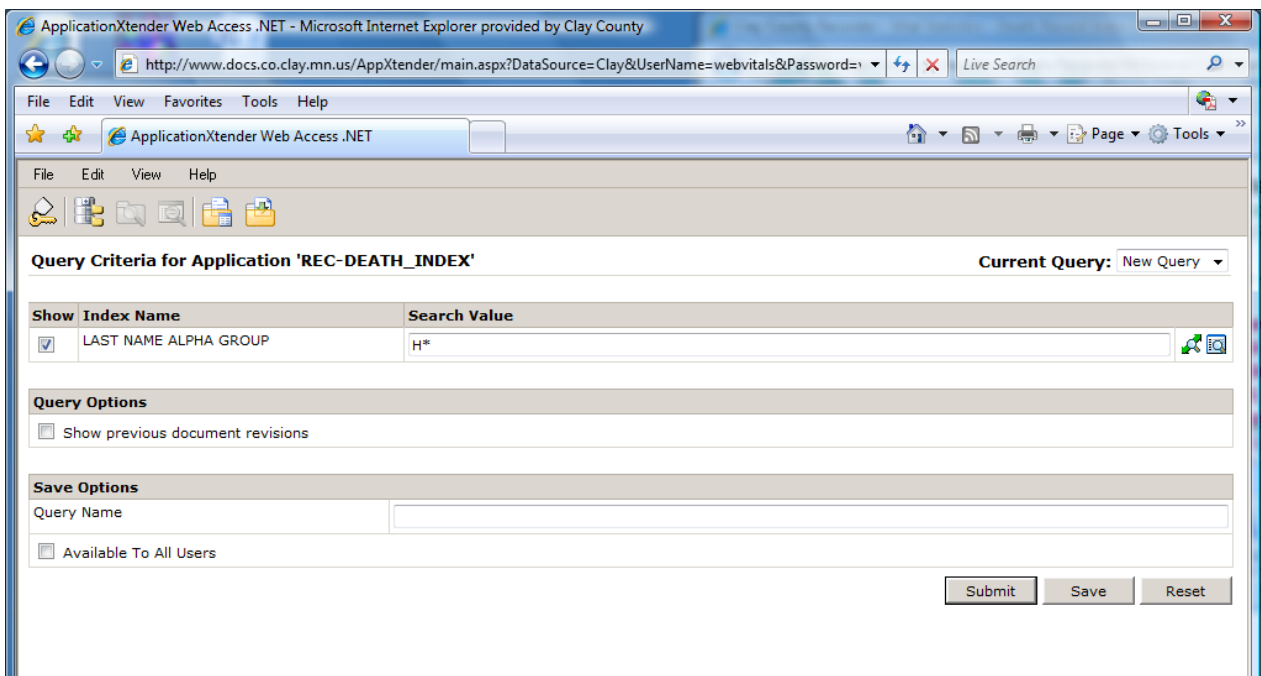 ApplicationXtender Web Access .NET - Microsoft Internet Explorer provided by Clay County
http://www.docs.co.clay.mn.us/AppXtender/main.aspx?DataSource=Clay&UserName=webvitals&Password=
Live Search
File Edit View Favorites Tools Help
ApplicationXtender Web Access .NET
Page Tools
File Edit View Help
Query Criteria for Application 'REC-DEATH_INDEX'
Current Query: New Query
Show Index Name Search Value
LAST NAME ALPHA GROUP H*
Query Options
Show previous document revisions
Save Options
Query Name
Available To All Users
Submit Save Reset